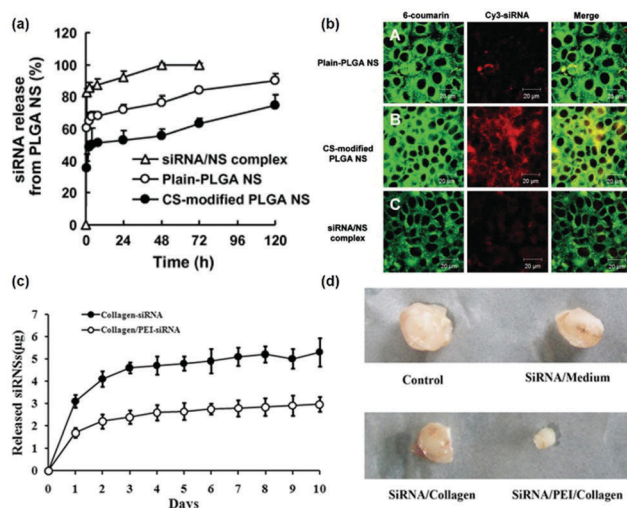 (a)
siRNA release
from PLGA NS (%)
120
100
80
60
40
20
0
siRNA/NS complex
Plain-PLGA NS
CS-modified PLGA NS
0 24 48 72 96 120
Time (h)
(b)
6-coumarin Cy3-siRNA Merge
A
Plain-PLGA NS
20 µm 20 µm 20 µm
B
CS-modified
PLGA NS
20 µm 20 µm 20 µm
C
siRNA/NS
complex
20 µm 20 µm 20 µm
(c)
Released siRNSs(µg)
7
6
5
4
3
2
1
0
Collagen-siRNA
Collagen/PEI-siRNA
0 1 2 3 4 5 6 7 8 9 10
Days
(d)
Control SiRNA/Medium
SiRNA/Collagen SiRNA/PEI/Collagen